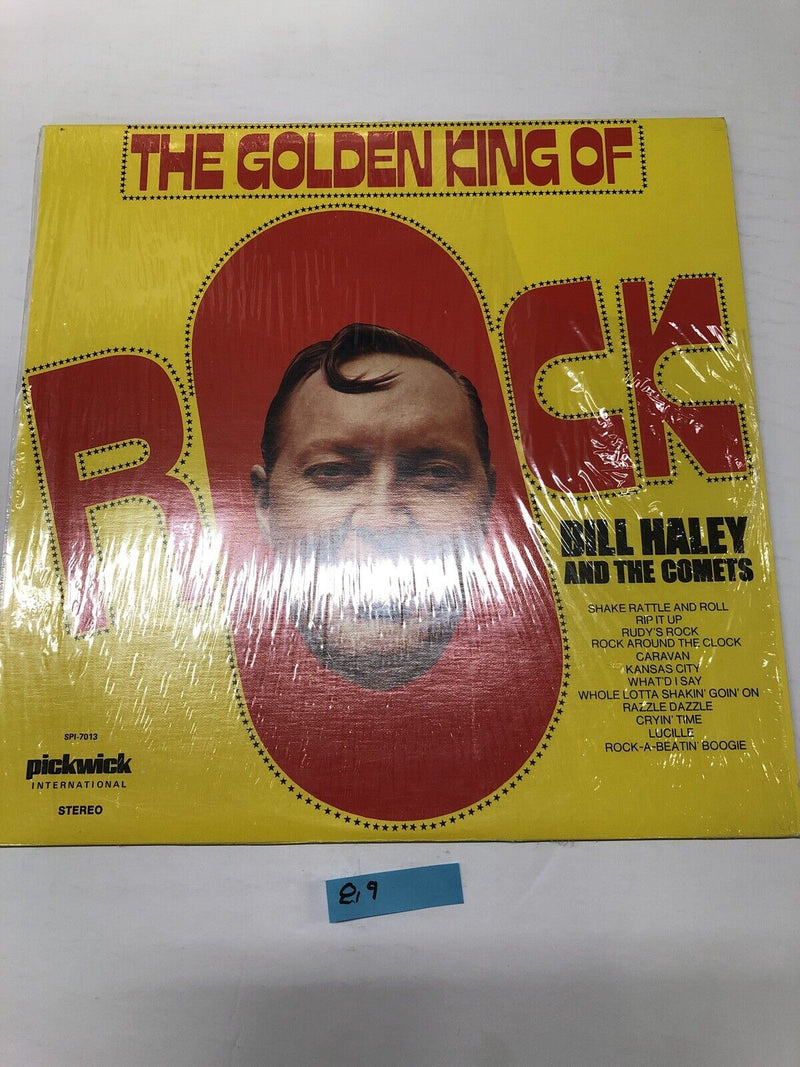 THE GOLDEN KING OF
ROCK
BILL HALEY
AND THE COMETS
SHAKE RATTLE AND ROLL
RIP IT UP
RUDY'S ROCK
ROCK AROUND THE CLOCK
CARAVAN
KANSAS CITY
WHAT'D I SAY
WHOLE LOTTA SHAKIN' GOIN' ON
RAZZLE DAZZLE
CRYIN' TIME
LUCILLE
ROCK-A-BEATIN' BOOGIE
SPI-7013
pickwick
INTERNATIONAL
STEREO